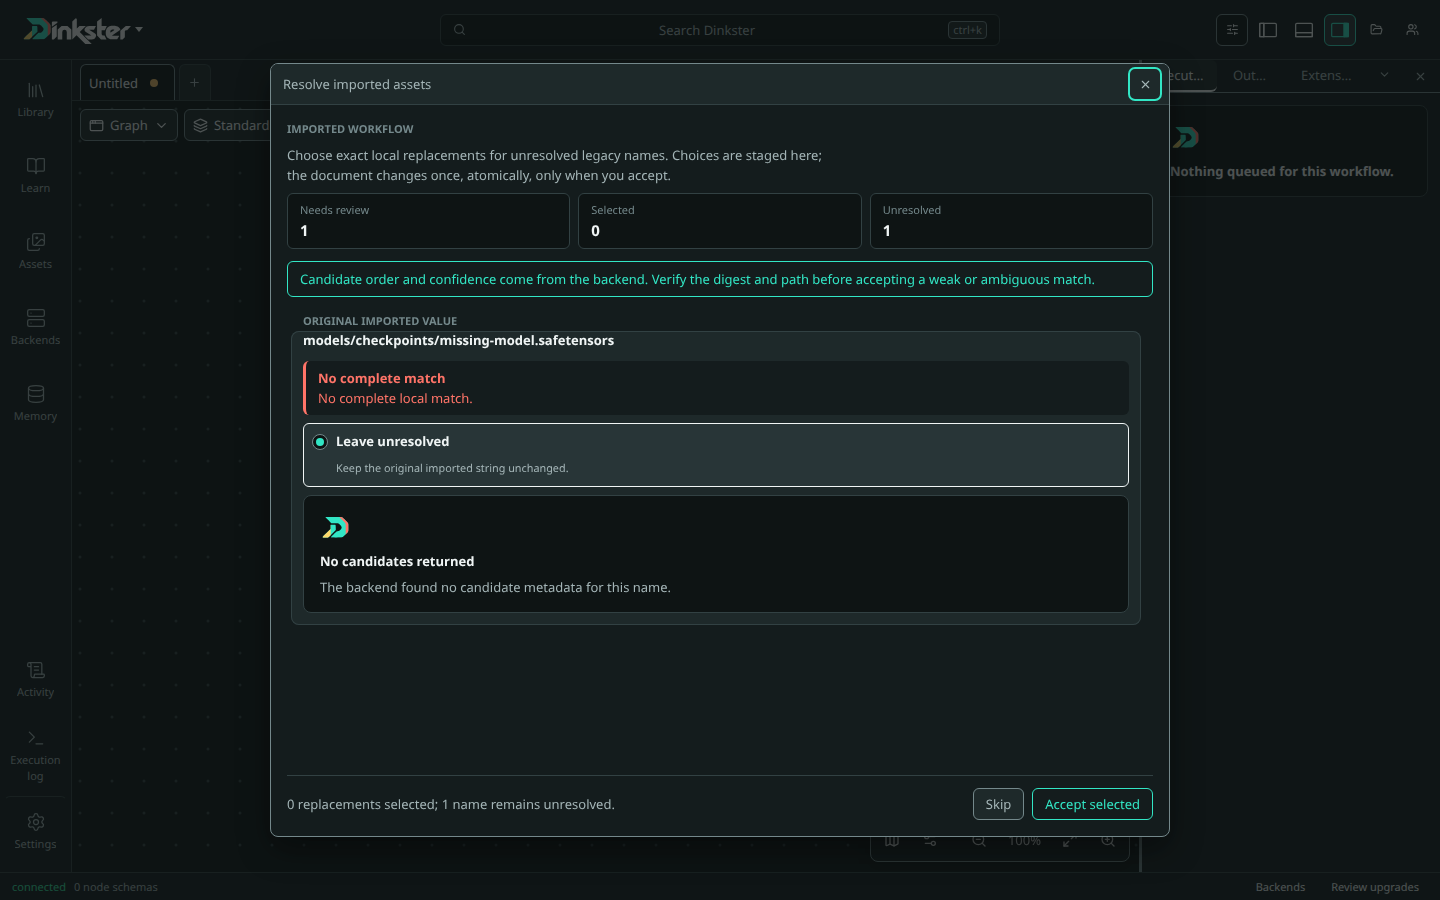 Dinkster
Search Dinkster
ctrl+k
Library
Learn
Assets
Backends
Memory
Activity
Execution
log
Settings
Untitled
+
Graph
Standard
Resolve imported assets
IMPORTED WORKFLOW
Choose exact local replacements for unresolved legacy names. Choices are staged here;
the document changes once, atomically, only when you accept.
Needs review
1
Selected
0
Unresolved
1
Candidate order and confidence come from the backend. Verify the digest and path before accepting a weak or ambiguous match.
ORIGINAL IMPORTED VALUE
models/checkpoints/missing-model.safetensors
No complete match
No complete local match.
Leave unresolved
Keep the original imported string unchanged.
No candidates returned
The backend found no candidate metadata for this name.
0 replacements selected; 1 name remains unresolved.
Skip
Accept selected
ecut...
Out...
Extens...
Nothing queued for this workflow.
100%
connected
0 node schemas
Backends
Review upgrades